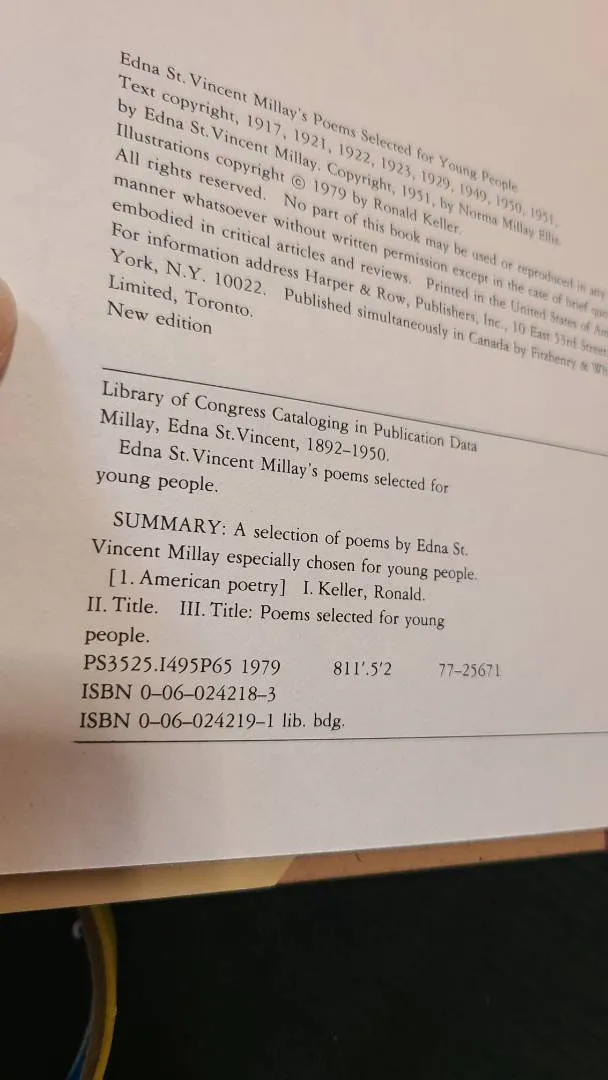 Edna St. Vincent Millay's Poems Selected for Young People
Text copyright, 1917, 1921, 1922, 1923, 1929, 1949, 1950, 1951,
by Edna St. Vincent Millay. Copyright, 1951, by Norma Millay Ellis.
Illustrations copyright © 1979 by Ronald Keller.
All rights reserved. No part of this book may be used or reproduced in any
manner whatsoever without written permission except in the case of brief
embodied in critical articles and reviews. Printed in the United States of
For information address Harper & Row, Publishers, Inc., 10 East 53rd Street,
York, N.Y. 10022. Published simultaneously in Canada by Fitzhenry &
Limited, Toronto.
New edition
Library of Congress Cataloging in Publication Data
Millay, Edna St. Vincent, 1892–1950.
Edna St. Vincent Millay's poems selected for
young people.
SUMMARY: A selection of poems by Edna St.
Vincent Millay especially chosen for young people.
[1. American poetry] I. Keller, Ronald.
II. Title. III. Title: Poems selected for young
people.
PS3525.I495P65 1979 811'.5'2 77–25671
ISBN 0–06–024218–3
ISBN 0–06–024219–1 lib. bdg.